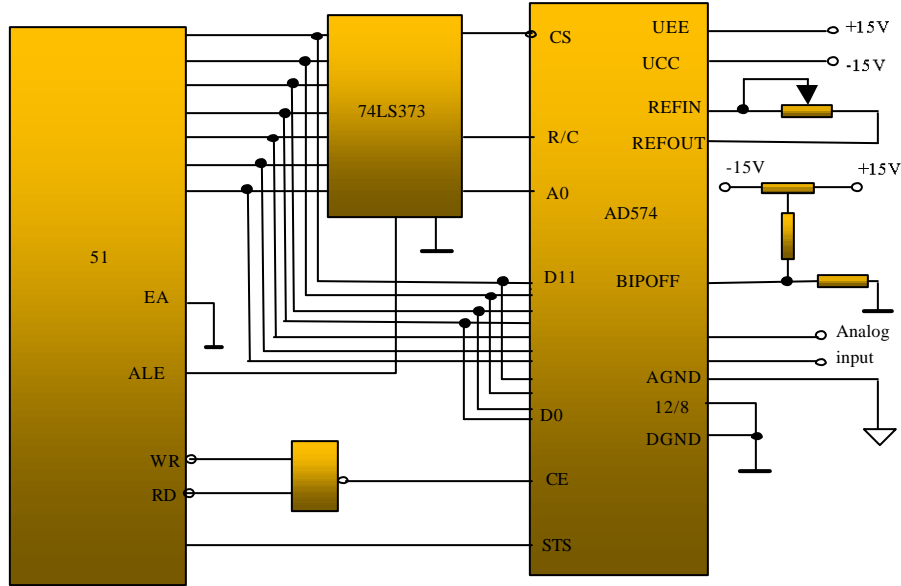 51
EA
ALE
WR
RD
74LS373
CS
R/C
A0
D11
D0
CE
STS
AD574
UEE
UCC
REFIN
REFOUT
BIPOFF
AGND
12/8
DGND
+15V
-15V
-15V
+15V
Analog
input